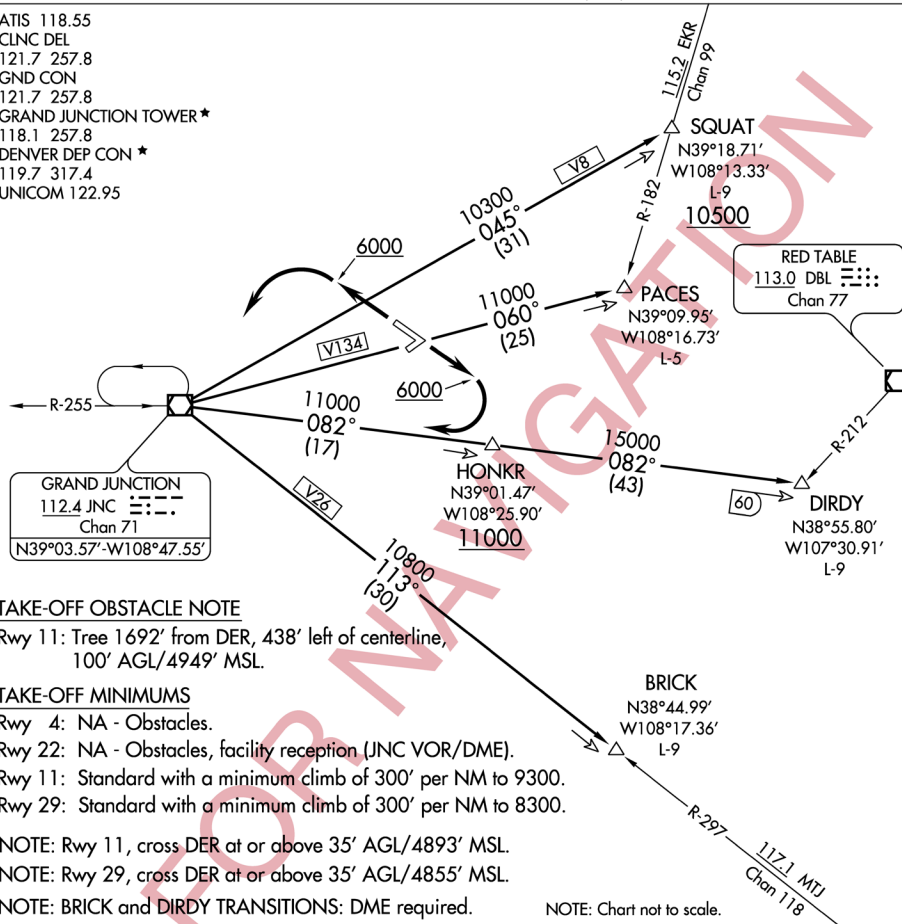 ATIS 118.55
CLNC DEL
121.7 257.8
GND CON
121.7 257.8
GRAND JUNCTION TOWER★
118.1 257.8
DENVER DEP CON ★
119.7 317.4
UNICOM 122.95
115.2 EKR
Chan 99
SQUAT
N39°18.71′
W108°13.33′
L-9
10500
V8
R-182
10300
045°
(31)
6000
RED TABLE
113.0 DBL
Chan 77
PACES
N39°09.95′
W108°16.73′
L-5
11000
060°
(25)
V134
6000
R-255
11000
082°
(17)
15000
082°
(43)
R-212
GRAND JUNCTION
112.4 JNC
Chan 71
N39°03.57′-W108°47.55′
HONKR
N39°01.47′
W108°25.90′
11000
60
DIRDY
N38°55.80′
W107°30.91′
L-9
V26
10800
113°
(30)
TAKE-OFF OBSTACLE NOTE
Rwy 11: Tree 1692′ from DER, 438′ left of centerline,
100′ AGL/4949′ MSL.
TAKE-OFF MINIMUMS
Rwy 4: NA - Obstacles.
Rwy 22: NA - Obstacles, facility reception (JNC VOR/DME).
Rwy 11: Standard with a minimum climb of 300′ per NM to 9300.
Rwy 29: Standard with a minimum climb of 300′ per NM to 8300.
BRICK
N38°44.99′
W108°17.36′
L-9
R-297
117.1 MTJ
Chan 118
NOTE: Rwy 11, cross DER at or above 35′ AGL/4893′ MSL.
NOTE: Rwy 29, cross DER at or above 35′ AGL/4855′ MSL.
NOTE: BRICK and DIRDY TRANSITIONS: DME required.
NOTE: Chart not to scale.
FOR NAVIGATION